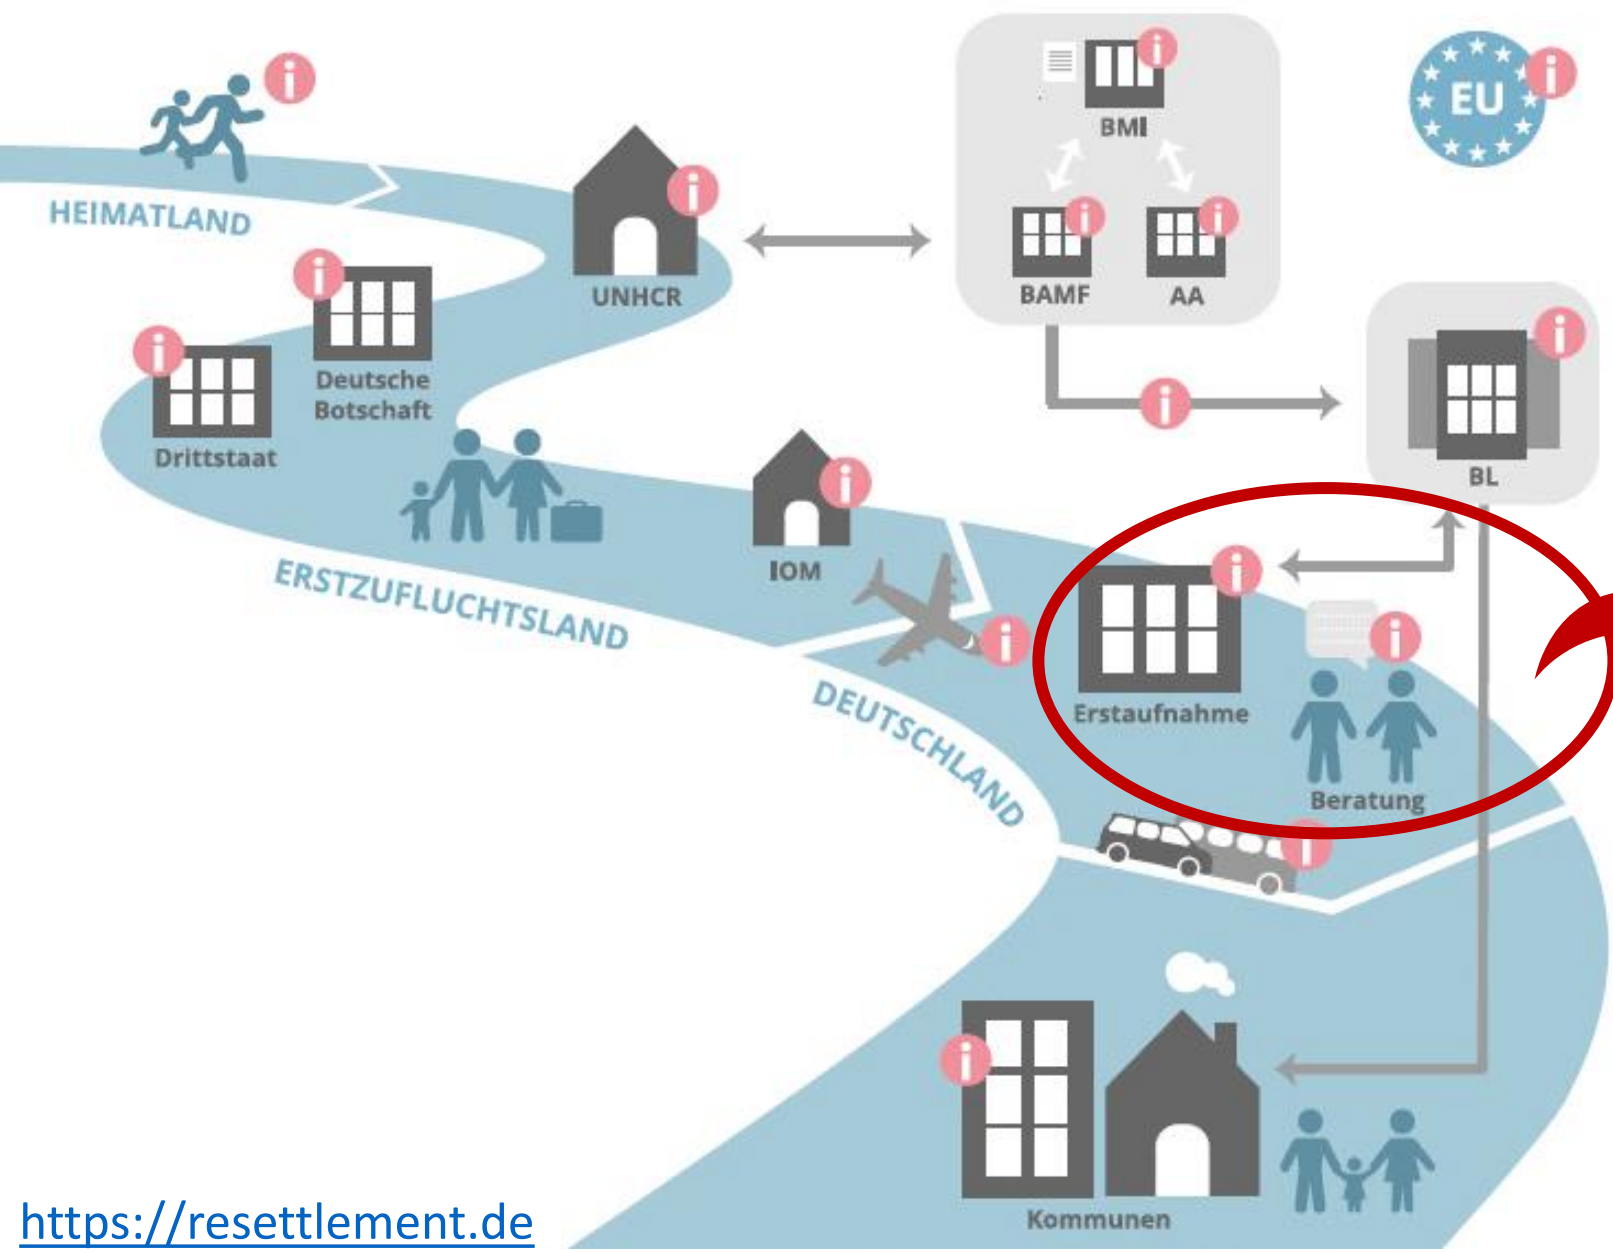 BMI
EU
HEIMATLAND
UNHCR
BAMF
AA
Deutsche
Botschaft
Drittstaat
BL
IOM
ERSTZUFLUCHTSLAND
DEUTSCHLAND
Erstaufnahme
Beratung
Kommunen
https://resettlement.de